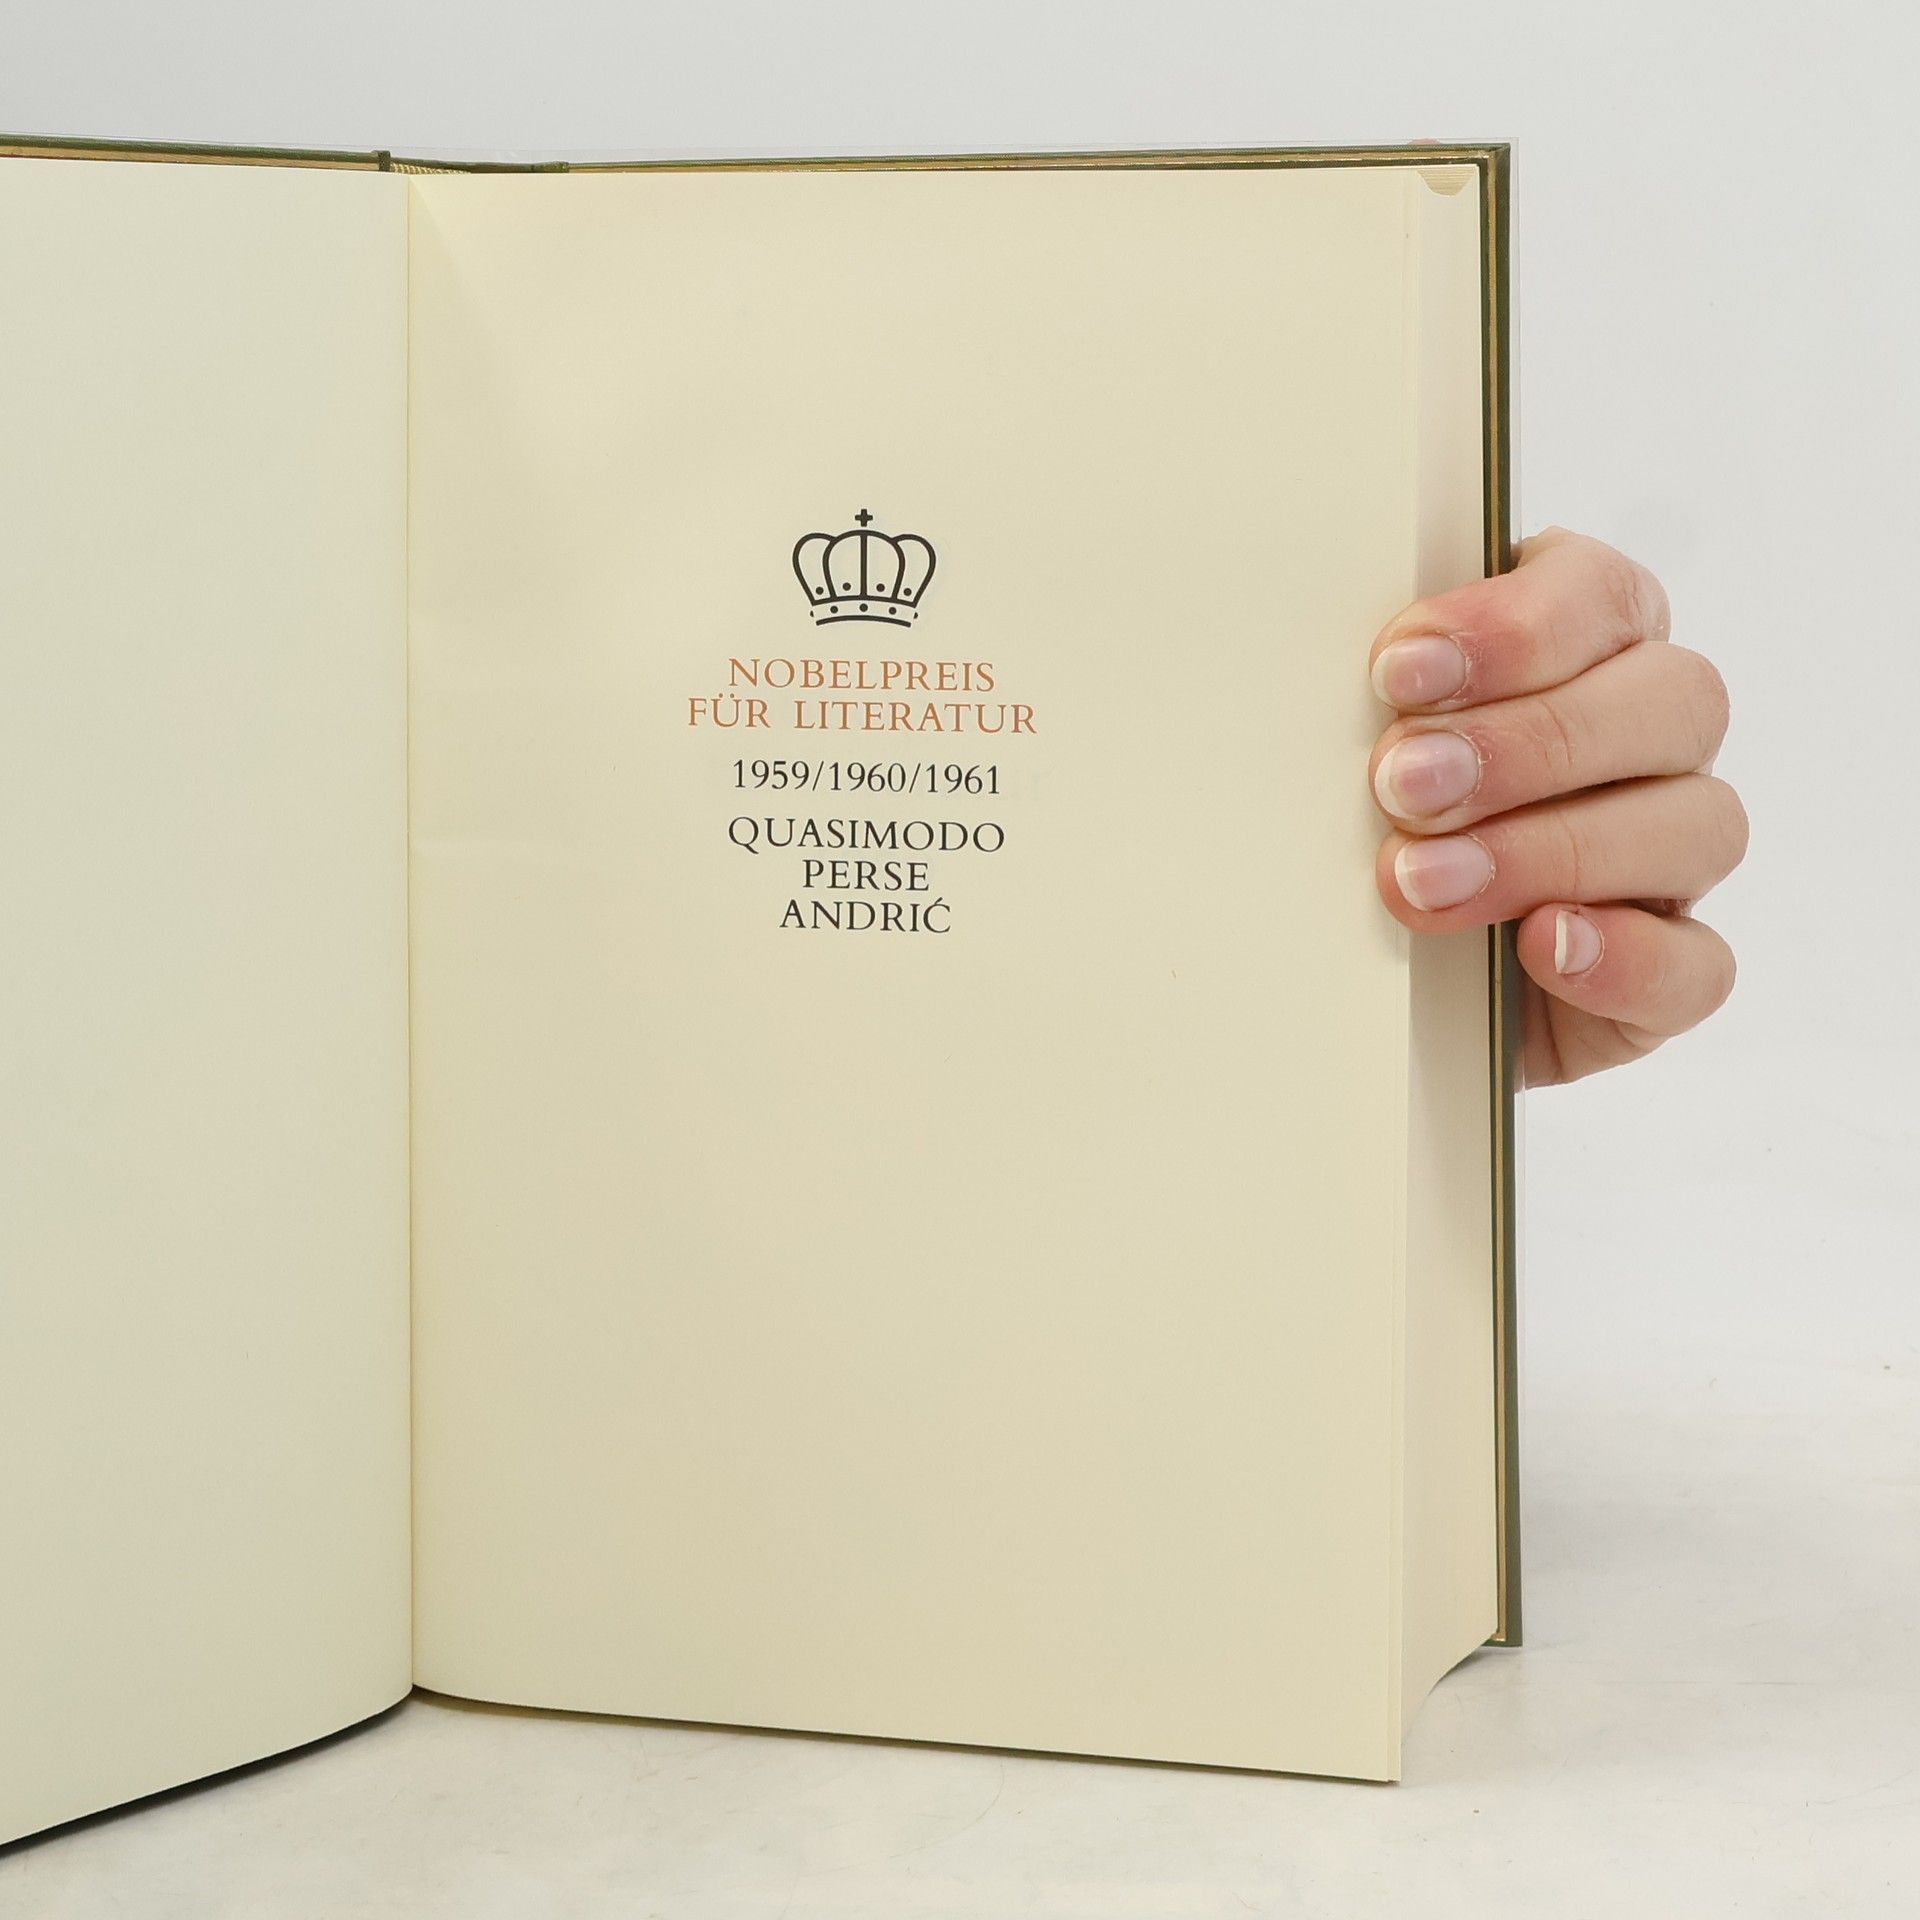 NOBELPREIS
FÜR LITERATUR
1959/1960/1961
QUASIMODO
PERSE
ANDRIĆ